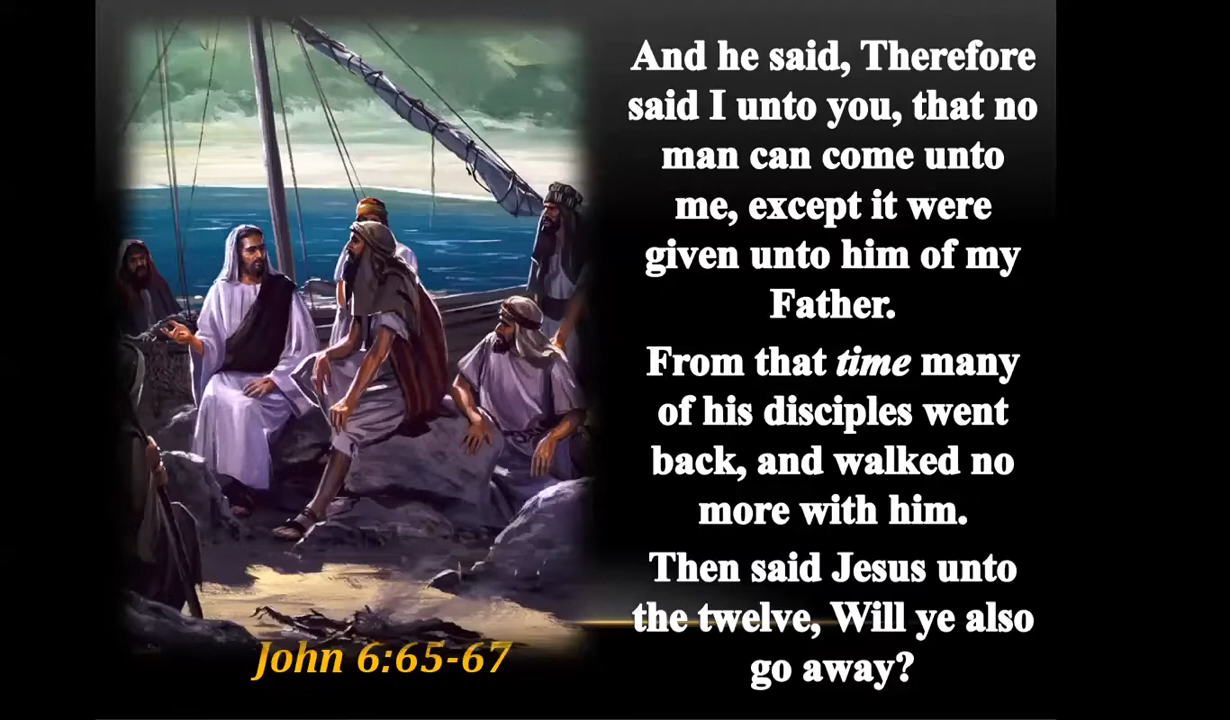 And he said, Therefore
said I unto you, that no
man can come unto
me, except it were
given unto him of my
Father.
From that time many
of his disciples went
back, and walked no
more with him.
Then said Jesus unto
the twelve, Will ye also
go away?
John 6:65-67